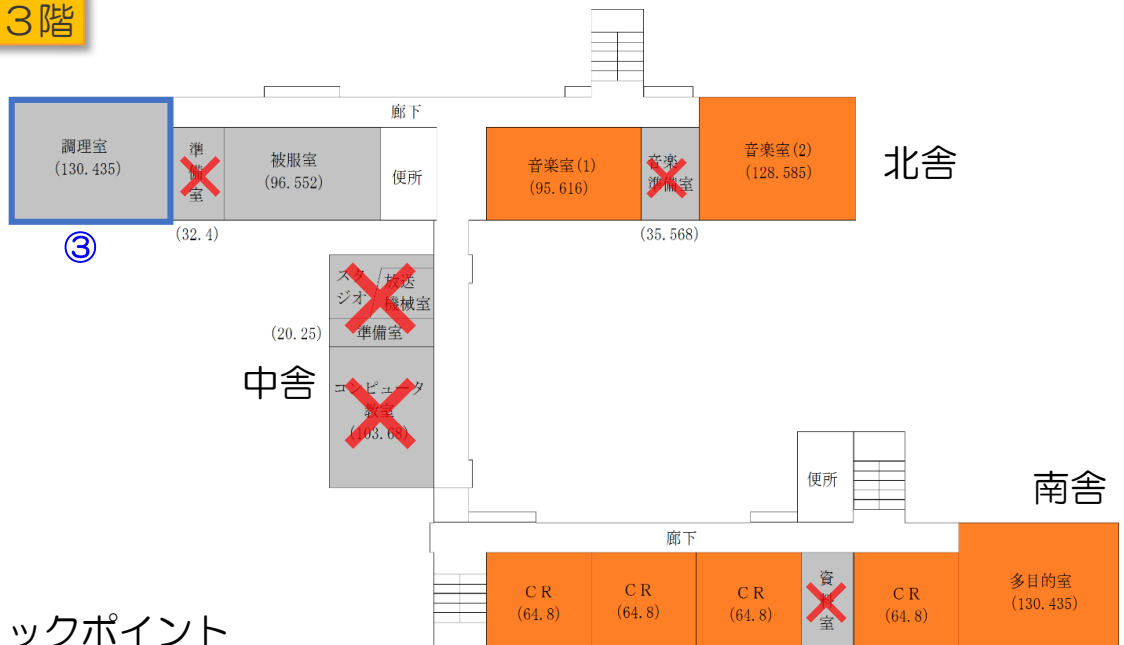 3階
廊下
調理室
(130.435)
準
備
室
被服室
(96.552)
便所
音楽室(1)
(95.616)
音楽
準備室
音楽室(2)
(128.585)
北舎
③
(32.4)
(35.568)
スタ
ジオ
放送
機械室
(20.25)
準備室
中舎
コンピュータ
教室
(103.68)
便所
南舎
廊下
CR
(64.8)
CR
(64.8)
CR
(64.8)
資
料
室
CR
(64.8)
多目的室
(130.435)
ックポイント